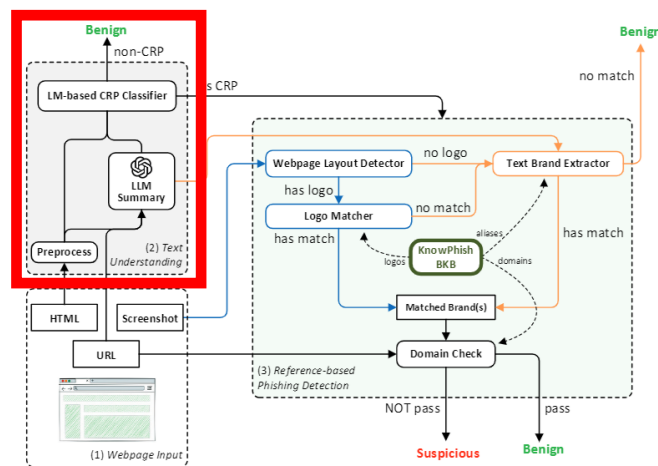 Benign
non-CRP
LM-based CRP Classifier
s CRP
LLM
Summary
Preprocess
(2) Text
Understanding
HTML
Screenshot
URL
(1) Webpage Input
Webpage Layout Detector
no logo
Text Brand Extractor
no match
Benign
has logo
Logo Matcher
no match
has match
logos
KnowPhish
BKB
aliases
domains
has match
Matched Brand(s)
Domain Check
(3) Reference-based
Phishing Detection
NOT pass
pass
Suspicious
Benign